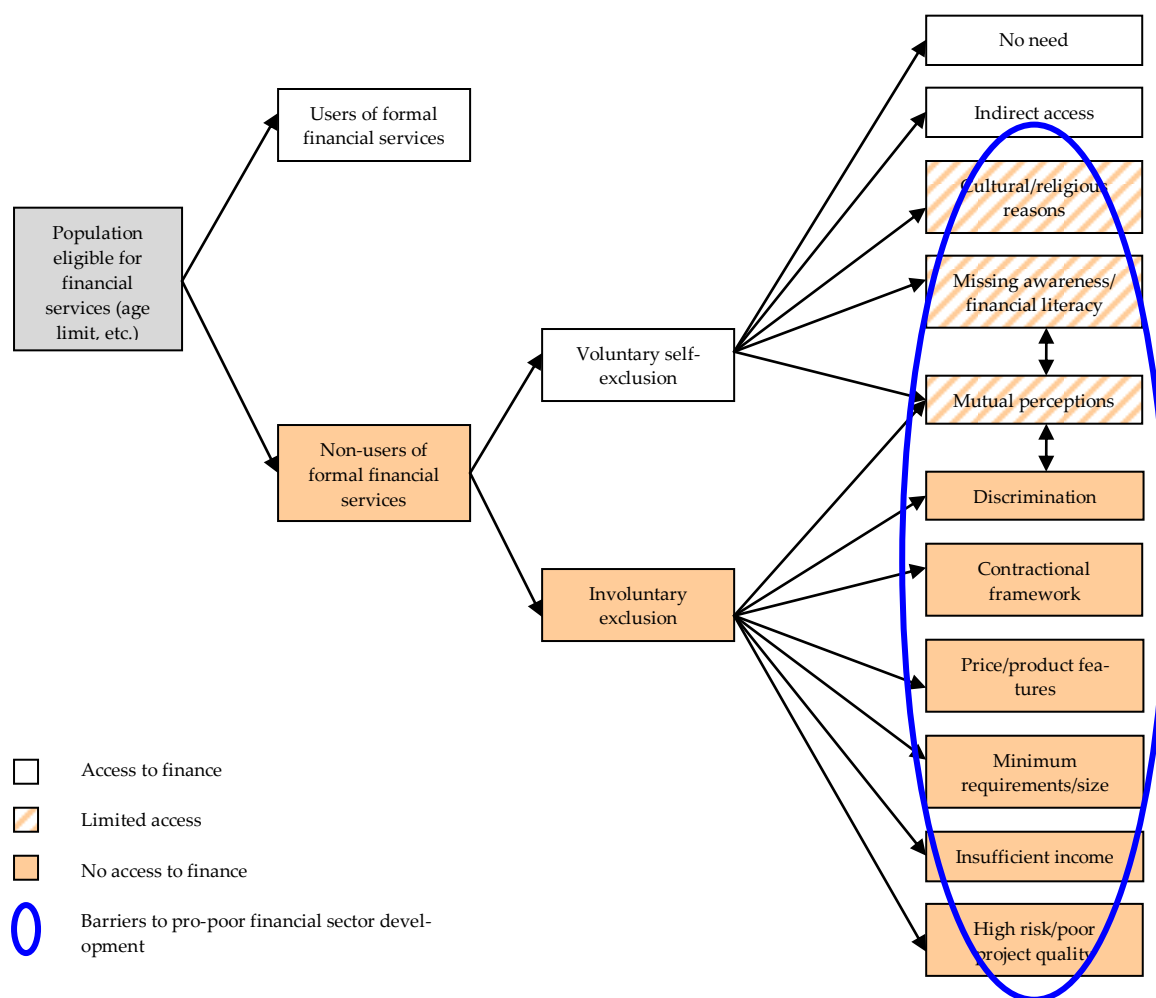 No need
Users of formal
financial services
Indirect access
Cultural/religious
reasons
Population
eligible for
financial
services (age
limit, etc.)
Missing awareness/
financial literacy
Voluntary self-
exclusion
Mutual perceptions
Non-users of
formal financial
services
Discrimination
Contractional
framework
Involuntary
exclusion
Price/product fea-
tures
Minimum
requirements/size
Insufficient income
High risk/poor
project quality
Access to finance
Limited access
No access to finance
Barriers to pro-poor financial sector devel-
opment